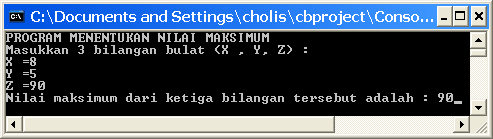 C:\Documents and Settings\cholis\cbproject\Conso...
PROGRAM MENENTUKAN NILAI MAKSIMUM
Masukkan 3 bilangan bulat (X , Y, Z) :
X =8
Y =5
Z =90
Nilai maksimum dari ketiga bilangan tersebut adalah : 90_